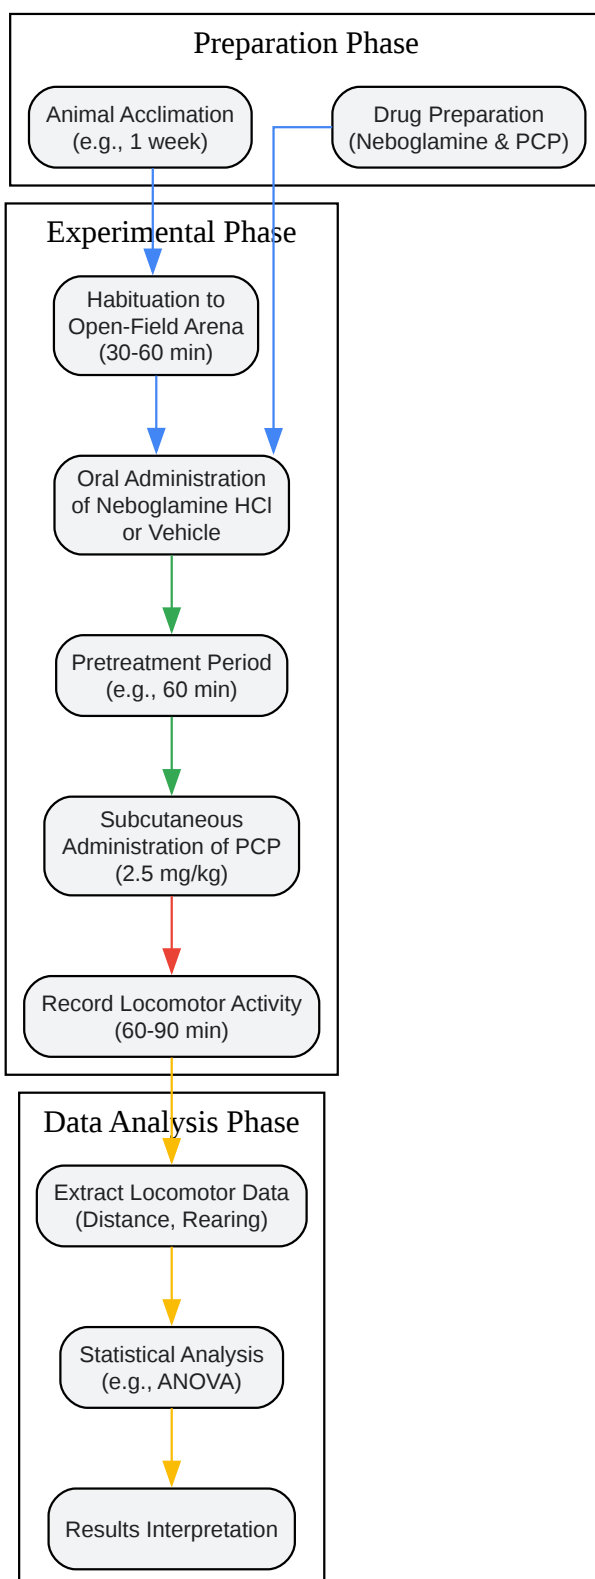 Preparation Phase
Animal Acclimation
(e.g., 1 week)
Drug Preparation
(Neboglamine & PCP)
Experimental Phase
Habituation to
Open-Field Arena
(30-60 min)
Oral Administration
of Neboglamine HCl
or Vehicle
Pretreatment Period
(e.g., 60 min)
Subcutaneous
Administration of PCP
(2.5 mg/kg)
Record Locomotor Activity
(60-90 min)
Data Analysis Phase
Extract Locomotor Data
(Distance, Rearing)
Statistical Analysis
(e.g., ANOVA)
Results Interpretation